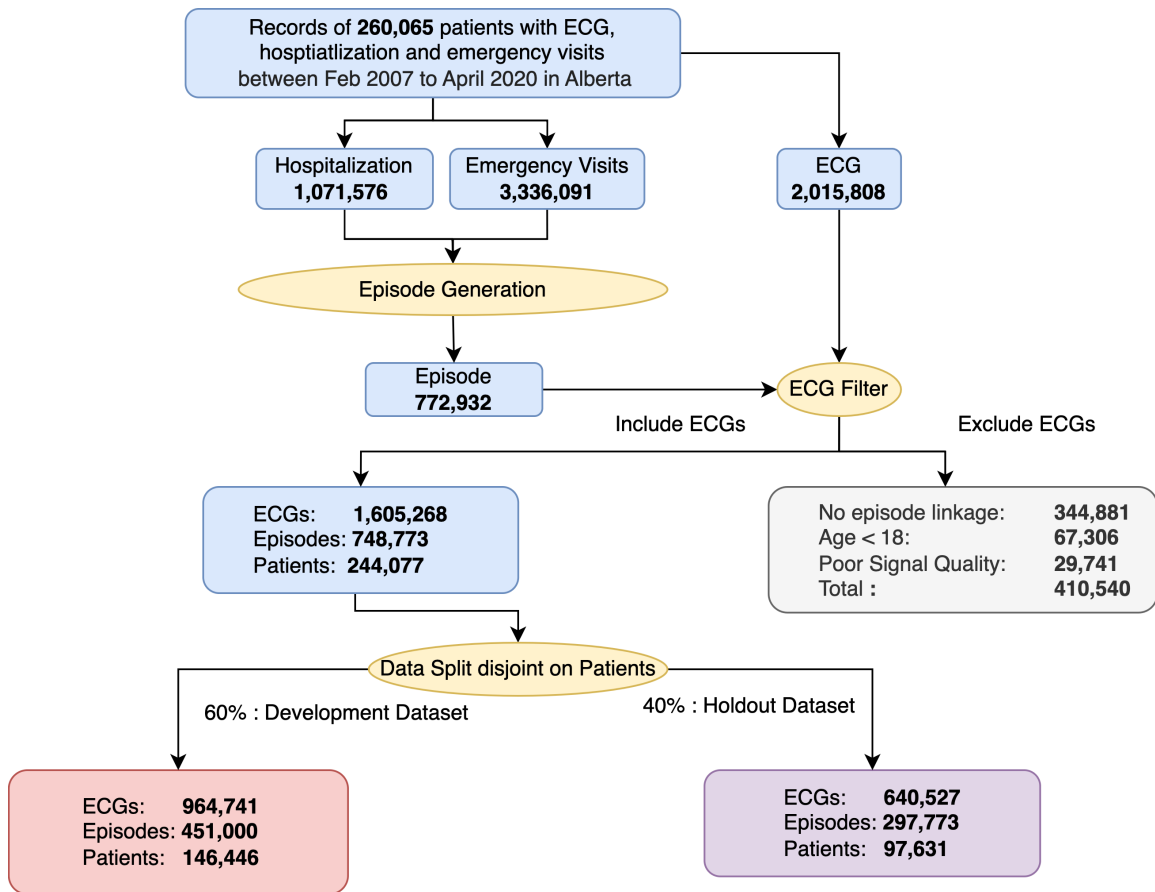 Records of 260,065 patients with ECG,
hosptiatlization and emergency visits
between Feb 2007 to April 2020 in Alberta
Hospitalization
1,071,576
Emergency Visits
3,336,091
ECG
2,015,808
Episode Generation
Episode
772,932
ECG Filter
Include ECGs
Exclude ECGs
ECGs: 1,605,268
Episodes: 748,773
Patients: 244,077
No episode linkage: 344,881
Age < 18: 67,306
Poor Signal Quality: 29,741
Total : 410,540
Data Split disjoint on Patients
60% : Development Dataset
40% : Holdout Dataset
ECGs: 964,741
Episodes: 451,000
Patients: 146,446
ECGs: 640,527
Episodes: 297,773
Patients: 97,631